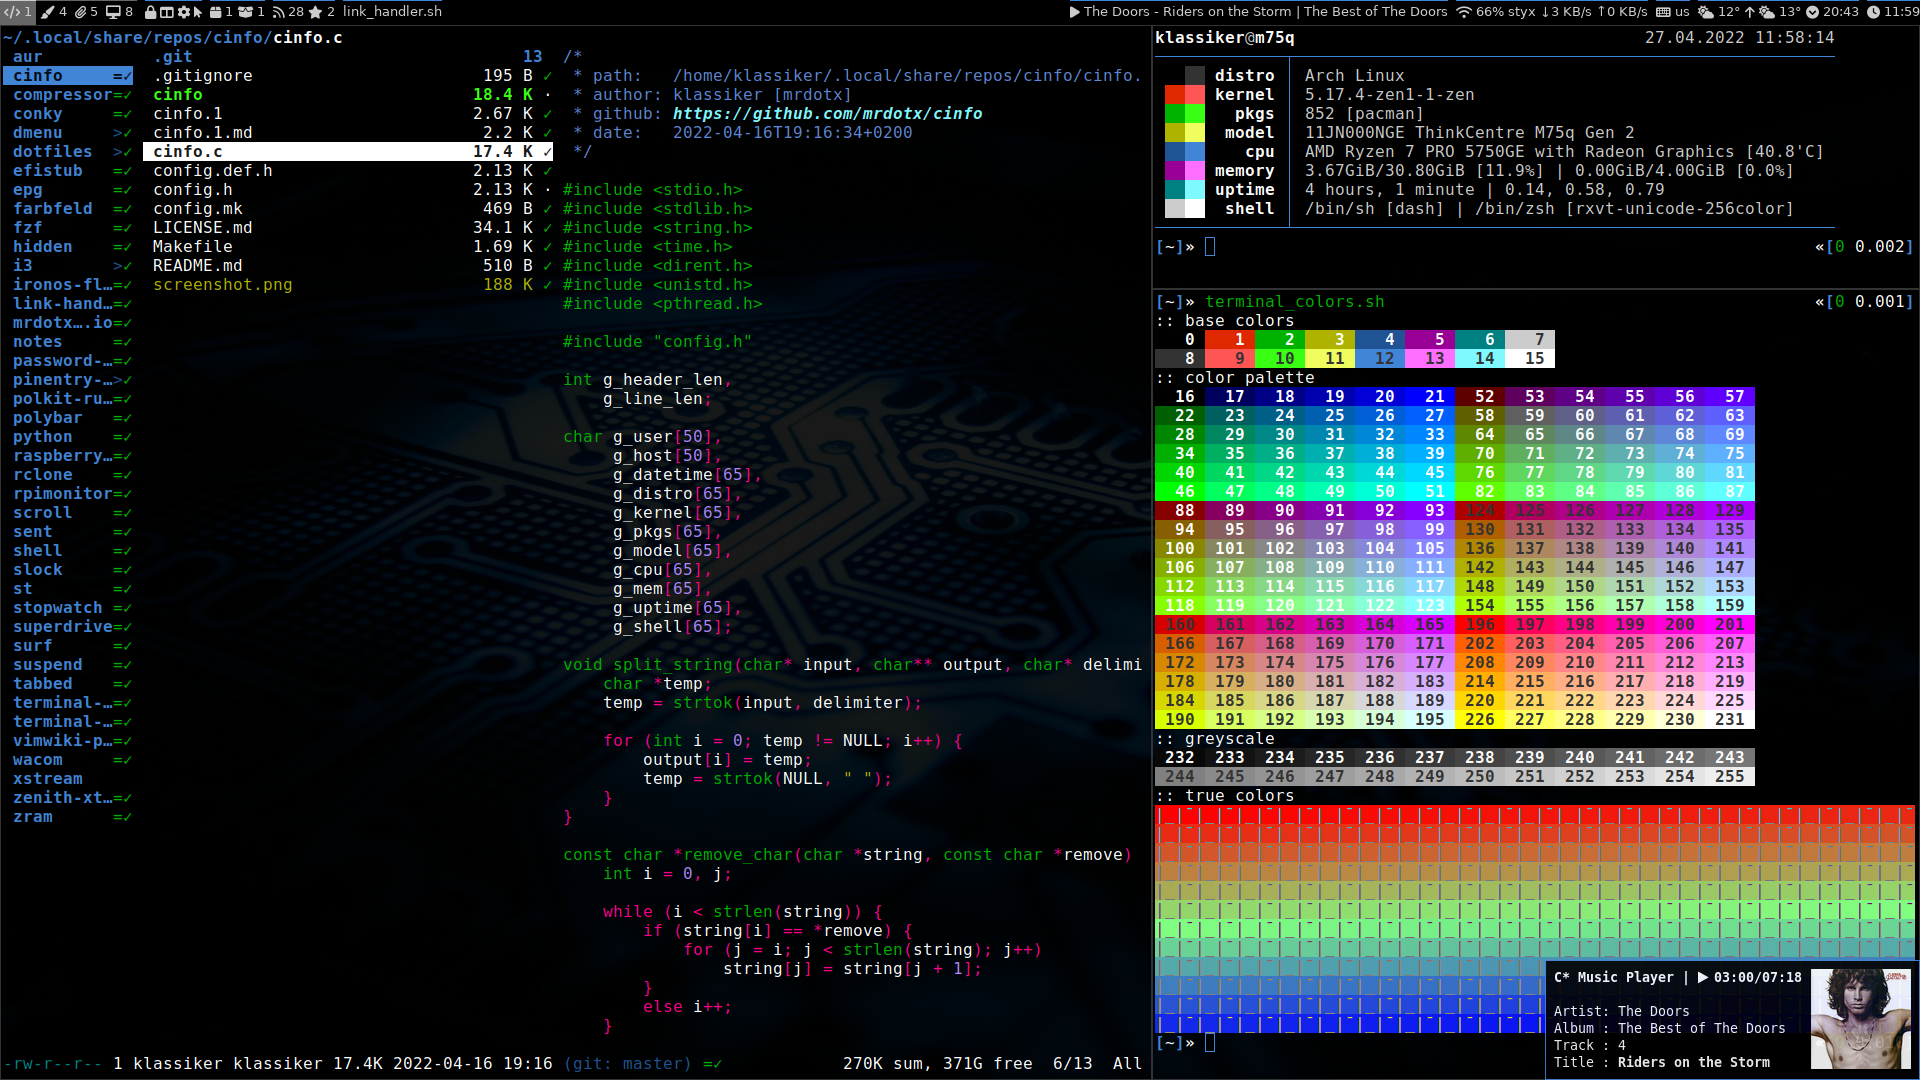 1 4 5 8 1 1 28 2 link_handler.sh
The Doors - Riders on the Storm | The Best of The Doors 66% styx ↓3 KB/s ↑0 KB/s us 12° 13° 20:43 11:59
~/.local/share/repos/cinfo/cinfo.c
aur
cinfo =✓
compressor=✓
conky =✓
dmenu >✓
dotfiles >✓
efistub =✓
epg =✓
farbfeld =✓
fzf =✓
hidden =✓
i3 >✓
ironos-fl…=✓
link-hand…=✓
mrdotx….io=✓
notes =✓
password-…=✓
pinentry-…>✓
polkit-ru…=✓
polybar =✓
python =✓
raspberry…=✓
rclone =✓
rpimonitor=✓
scroll =✓
sent =✓
shell =✓
slock =✓
st =✓
stopwatch =✓
superdrive=✓
surf =✓
suspend =✓
tabbed =✓
terminal-…=✓
terminal-…=✓
vimwiki-p…=✓
wacom =✓
xstream
zenith-xt…=✓
zram =✓
.git 13
.gitignore 195 B ✓
cinfo 18.4 K ·
cinfo.1 2.67 K ✓
cinfo.1.md 2.2 K ✓
cinfo.c 17.4 K ✓
config.def.h 2.13 K ✓
config.h 2.13 K ·
config.mk 469 B ✓
LICENSE.md 34.1 K ✓
Makefile 1.69 K ✓
README.md 510 B ✓
screenshot.png 188 K ✓
/*
 * path:   /home/klassiker/.local/share/repos/cinfo/cinfo.
 * author: klassiker [mrdotx]
 * github: https://github.com/mrdotx/cinfo
 * date:   2022-04-16T19:16:34+0200
 */
#include <stdio.h>
#include <stdlib.h>
#include <string.h>
#include <time.h>
#include <dirent.h>
#include <unistd.h>
#include <pthread.h>
#include "config.h"
int g_header_len,
    g_line_len;
char g_user[50],
     g_host[50],
     g_datetime[65],
     g_distro[65],
     g_kernel[65],
     g_pkgs[65],
     g_model[65],
     g_cpu[65],
     g_mem[65],
     g_uptime[65],
     g_shell[65];
void split_string(char* input, char** output, char* delimi
    char *temp;
    temp = strtok(input, delimiter);
    for (int i = 0; temp != NULL; i++) {
        output[i] = temp;
        temp = strtok(NULL, " ");
    }
}
const char *remove_char(char *string, const char *remove)
    int i = 0, j;
    while (i < strlen(string)) {
        if (string[i] == *remove) {
            for (j = i; j < strlen(string); j++)
                string[j] = string[j + 1];
        }
        else i++;
    }
-rw-r--r-- 1 klassiker klassiker 17.4K 2022-04-16 19:16 (git: master) =✓ 270K sum, 371G free 6/13 All
klassiker@m75q 27.04.2022 11:58:14
distro Arch Linux
kernel 5.17.4-zen1-1-zen
pkgs 852 [pacman]
model 11JN000NGE ThinkCentre M75q Gen 2
cpu AMD Ryzen 7 PRO 5750GE with Radeon Graphics [40.8'C]
memory 3.67GiB/30.80GiB [11.9%] | 0.00GiB/4.00GiB [0.0%]
uptime 4 hours, 1 minute | 0.14, 0.58, 0.79
shell /bin/sh [dash] | /bin/zsh [rxvt-unicode-256color]
[~]» «[0 0.002]
[~]» terminal_colors.sh «[0 0.001]
:: base colors
0 1 2 3 4 5 6 7
8 9 10 11 12 13 14 15
:: color palette
16 17 18 19 20 21 52 53 54 55 56 57
22 23 24 25 26 27 58 59 60 61 62 63
28 29 30 31 32 33 64 65 66 67 68 69
34 35 36 37 38 39 70 71 72 73 74 75
40 41 42 43 44 45 76 77 78 79 80 81
46 47 48 49 50 51 82 83 84 85 86 87
88 89 90 91 92 93 124 125 126 127 128 129
94 95 96 97 98 99 130 131 132 133 134 135
100 101 102 103 104 105 136 137 138 139 140 141
106 107 108 109 110 111 142 143 144 145 146 147
112 113 114 115 116 117 148 149 150 151 152 153
118 119 120 121 122 123 154 155 156 157 158 159
160 161 162 163 164 165 196 197 198 199 200 201
166 167 168 169 170 171 202 203 204 205 206 207
172 173 174 175 176 177 208 209 210 211 212 213
178 179 180 181 182 183 214 215 216 217 218 219
184 185 186 187 188 189 220 221 222 223 224 225
190 191 192 193 194 195 226 227 228 229 230 231
:: greyscale
232 233 234 235 236 237 238 239 240 241 242 243
244 245 246 247 248 249 250 251 252 253 254 255
:: true colors
[~]»
C* Music Player | ▶ 03:00/07:18
Artist: The Doors
Album : The Best of The Doors
Track : 4
Title : Riders on the Storm